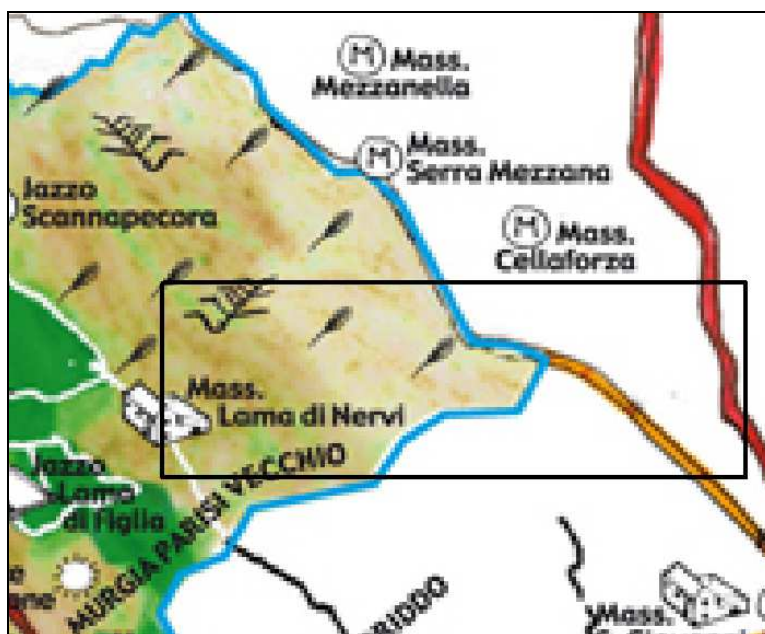 M Mass.
Mezzanella
M Mass.
Serra Mezzana
Jazzo
Scannapecora
M Mass.
Cellaforza
Mass.
Lama di Nervi
Jazzo
Lama
di Figlia
MURGIA PARISI VECCHIO
Mass.